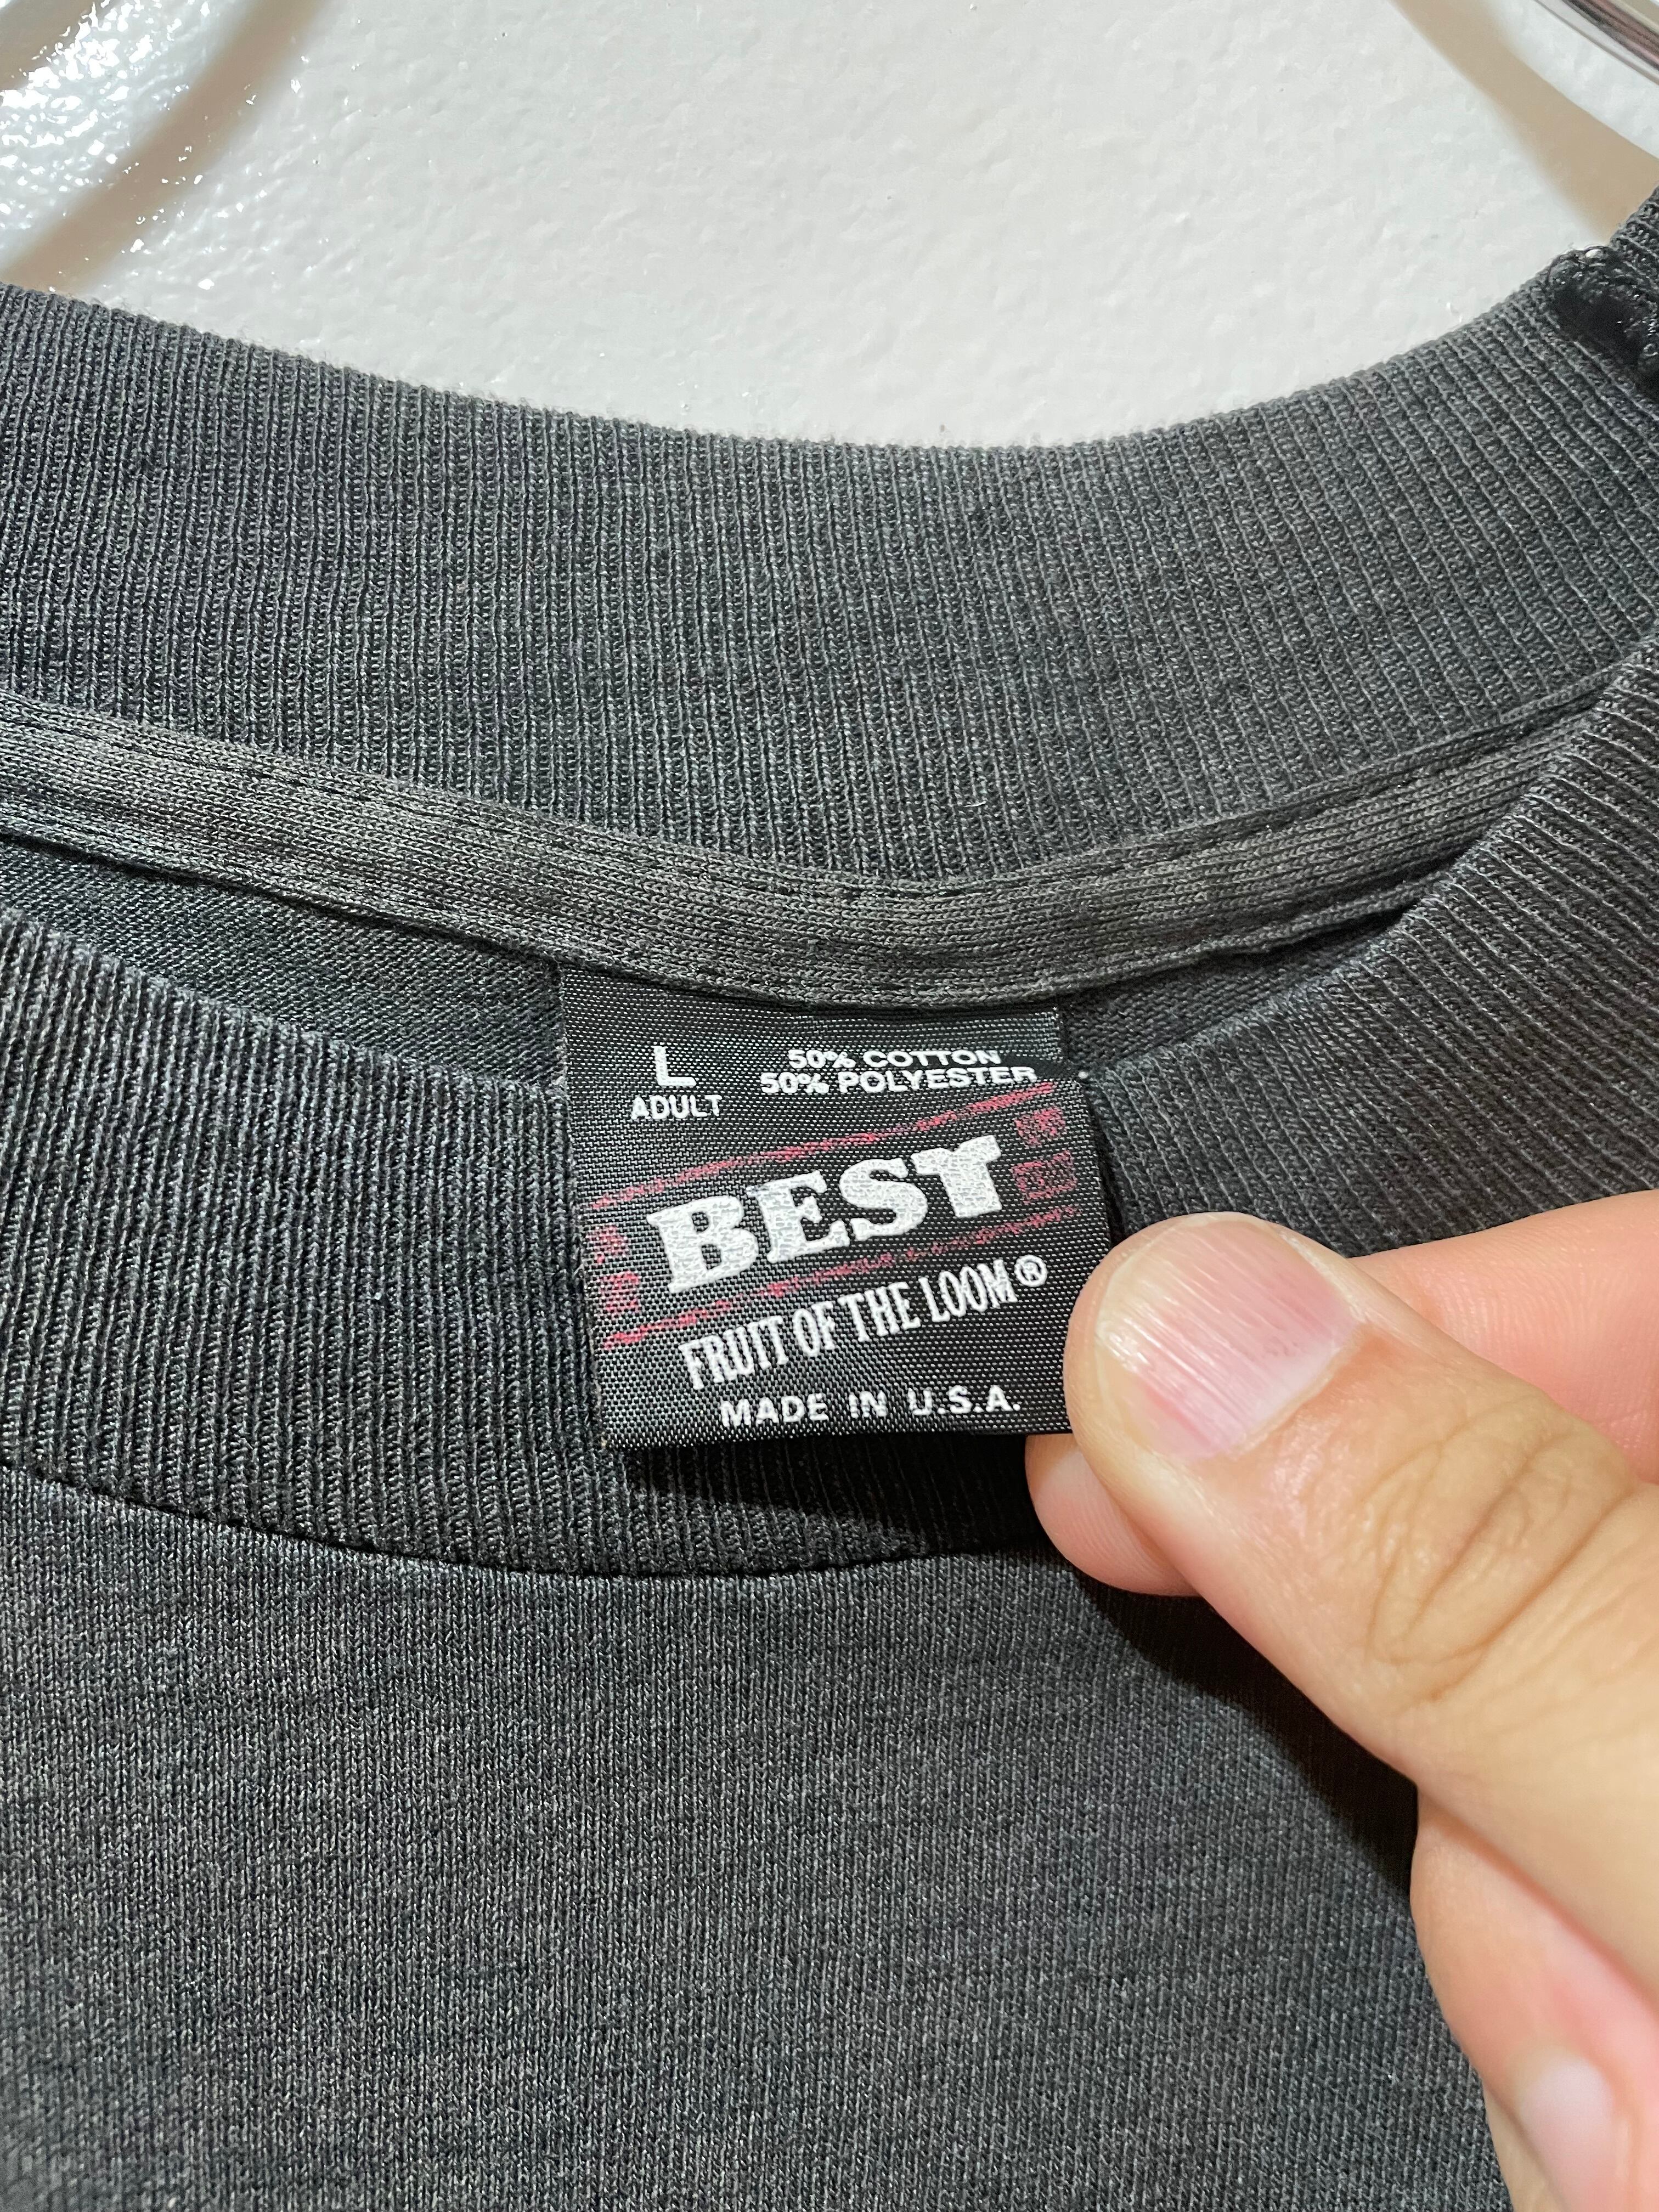 L
ADULT
50% COTTON
50% POLYESTER
BEST
FRUIT OF THE LOOM®
MADE IN U.S.A.